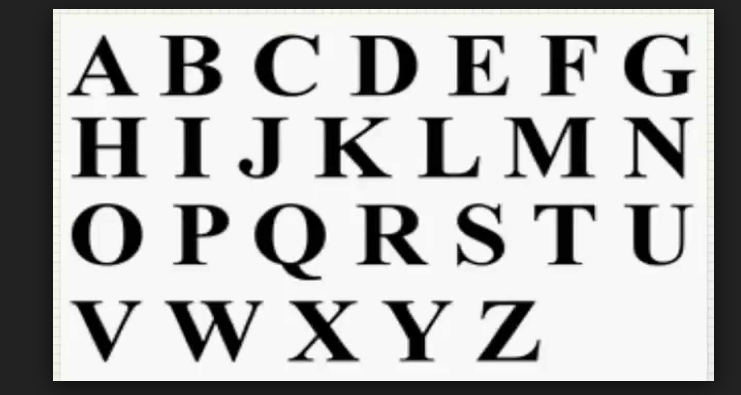 A B C D E F G
H I J K L M N
O P Q R S T U
V W X Y Z